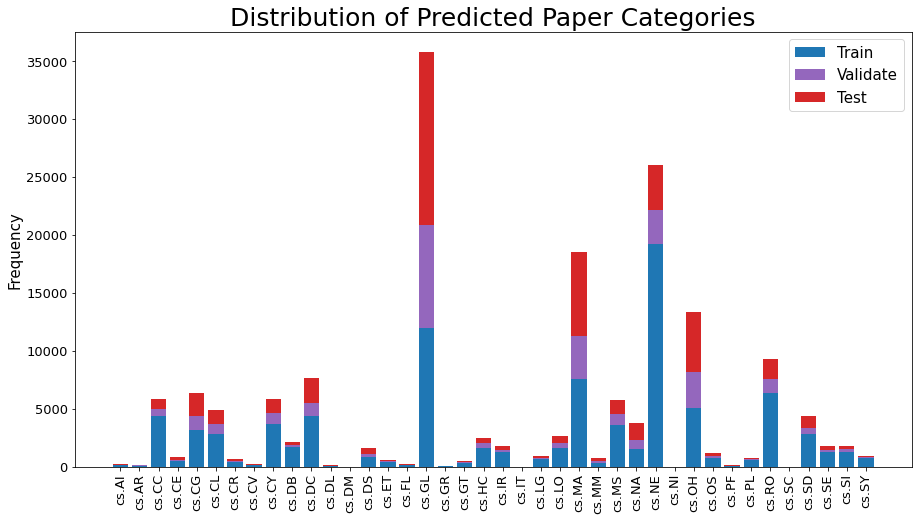 Distribution of Predicted Paper Categories
Train
Validate
Test
Frequency
35000
30000
25000
20000
15000
10000
5000
0
cs.AI
cs.AR
cs.CC
cs.CE
cs.CG
cs.CL
cs.CR
cs.CV
cs.CY
cs.DB
cs.DC
cs.DL
cs.DM
cs.DS
cs.ET
cs.FL
cs.GL
cs.GR
cs.GT
cs.HC
cs.IR
cs.IT
cs.LG
cs.LO
cs.MA
cs.MM
cs.MS
cs.NA
cs.NE
cs.NI
cs.OH
cs.OS
cs.PF
cs.PL
cs.RO
cs.SC
cs.SD
cs.SE
cs.SI
cs.SY